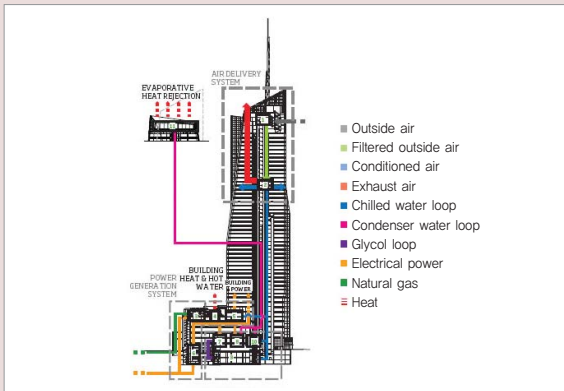 AIR DELIVERY
SYSTEM
EVAPORATIVE
HEAT REJECTION
POWER
GENERATION
SYSTEM
BUILDING
HEAT & HOT
WATER
BUILDING
POWER
Outside air
Filtered outside air
Conditioned air
Exhaust air
Chilled water loop
Condenser water loop
Glycol loop
Electrical power
Natural gas
Heat